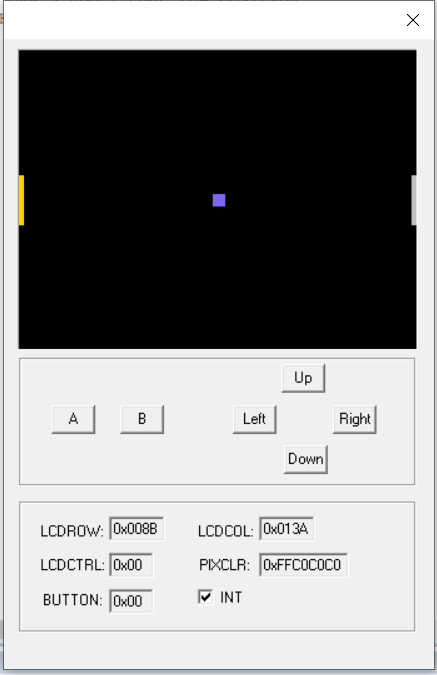 Up
A B Left Right
Down
LCDROW: 0x008B LCDCOL: 0x013A
LCDCTRL: 0x00 PIXCLR: 0xFFC0C0C0
BUTTON: 0x00 INT